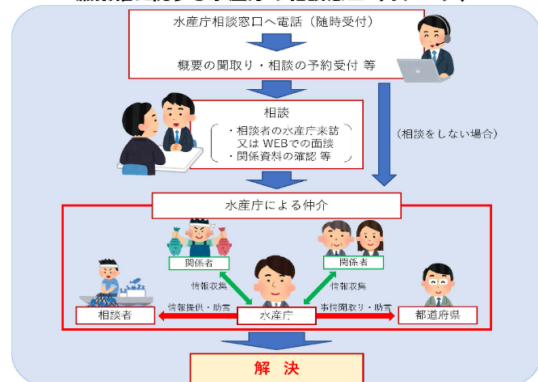 水産庁相談窓口へ電話（随時受付）
概要の聞取り・相談の予約受付 等
相談
・相談者の水産庁来訪
又は WEBでの面談
・関係資料の確認 等
（相談をしない場合）
水産庁による仲介
関係者
関係者
情報収集
情報収集
情報提供・助言
事情聞取り・助言
相談者
水産庁
都道府県
解 決